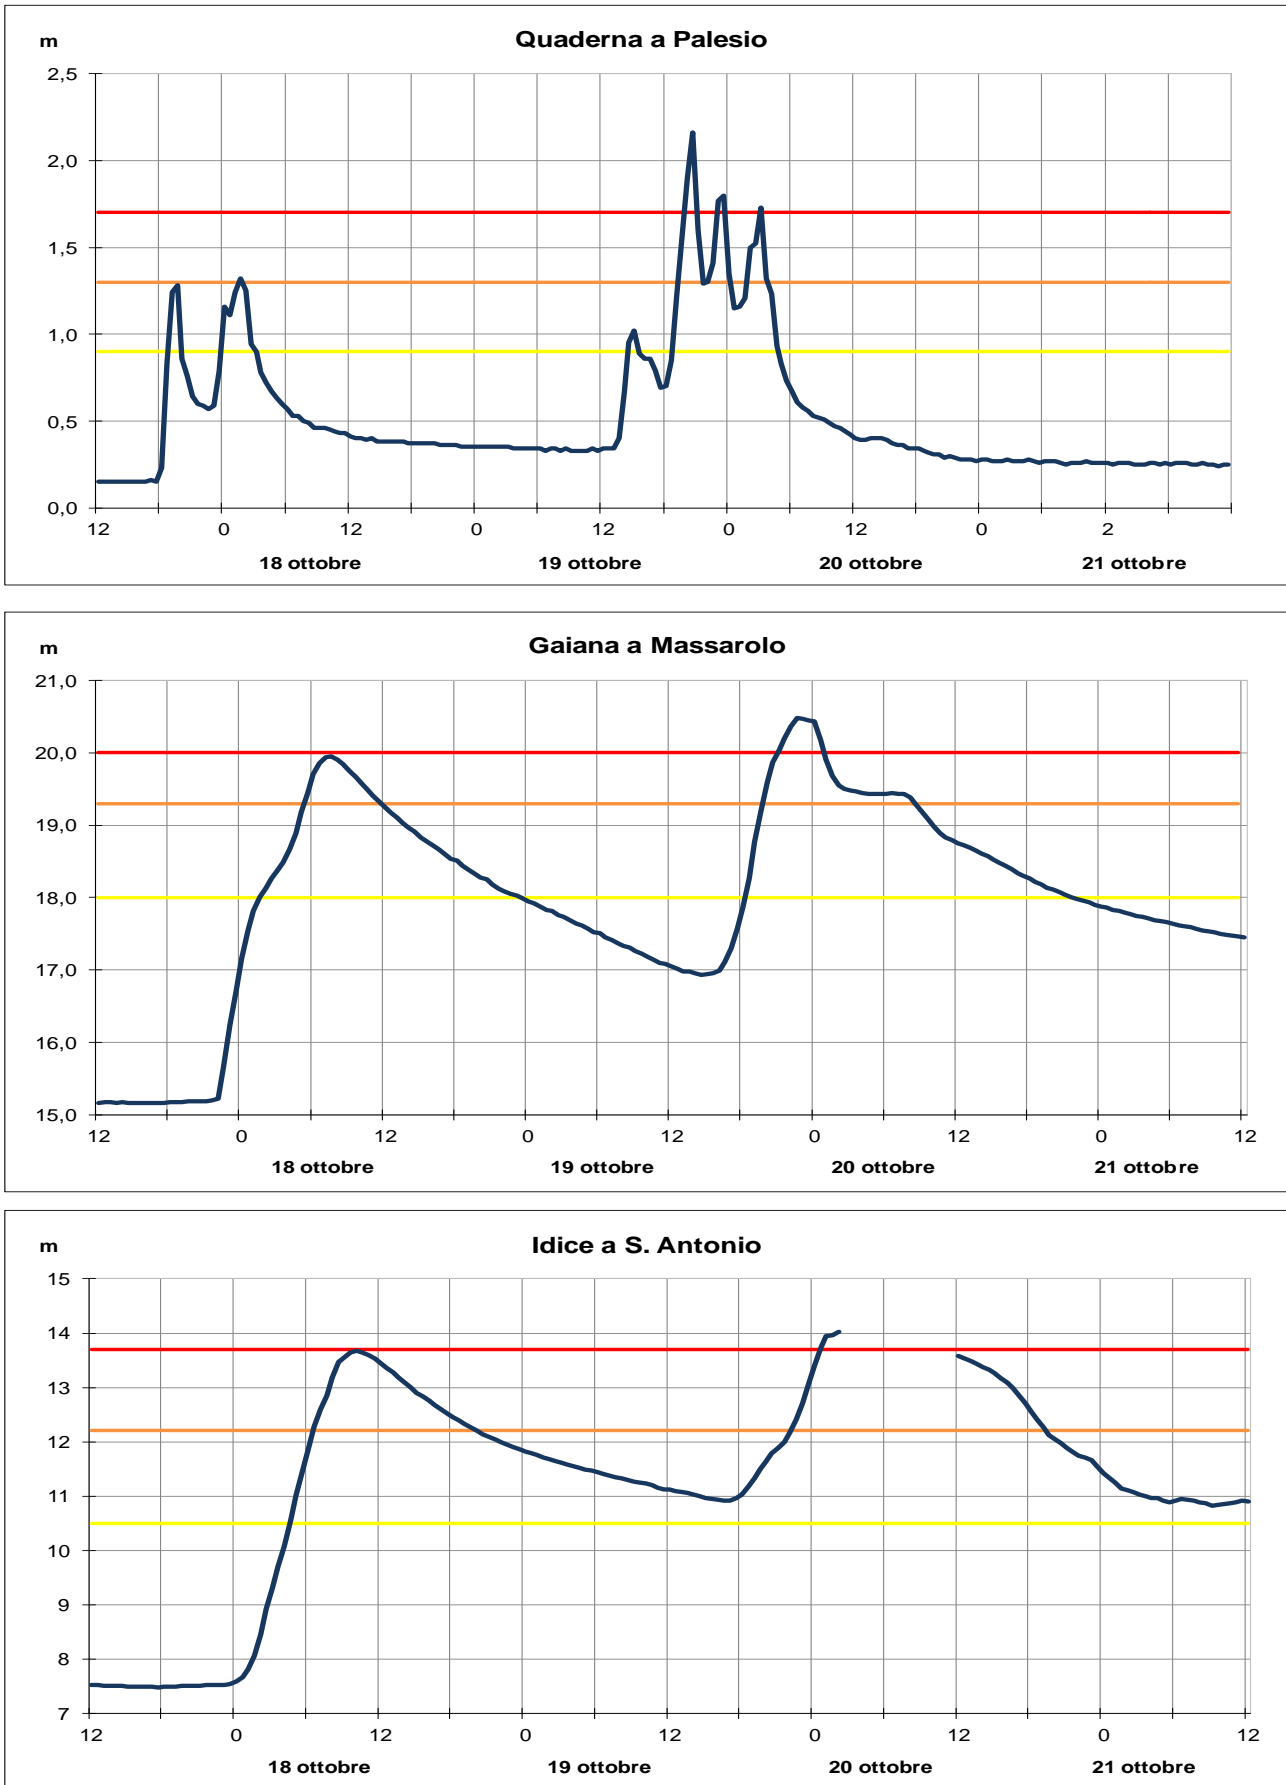 Quaderna a Palesio
m
2,5
2,0
1,5
1,0
0,5
0,0
12 0 12 0 12 0 12 0 2
18 ottobre 19 ottobre 20 ottobre 21 ottobre
Gaiana a Massarolo
m
21,0
20,0
19,0
18,0
17,0
16,0
15,0
12 0 12 0 12 0 12 0 12
18 ottobre 19 ottobre 20 ottobre 21 ottobre
Idice a S. Antonio
m
15
14
13
12
11
10
9
8
7
12 0 12 0 12 0 12 0 12
18 ottobre 19 ottobre 20 ottobre 21 ottobre